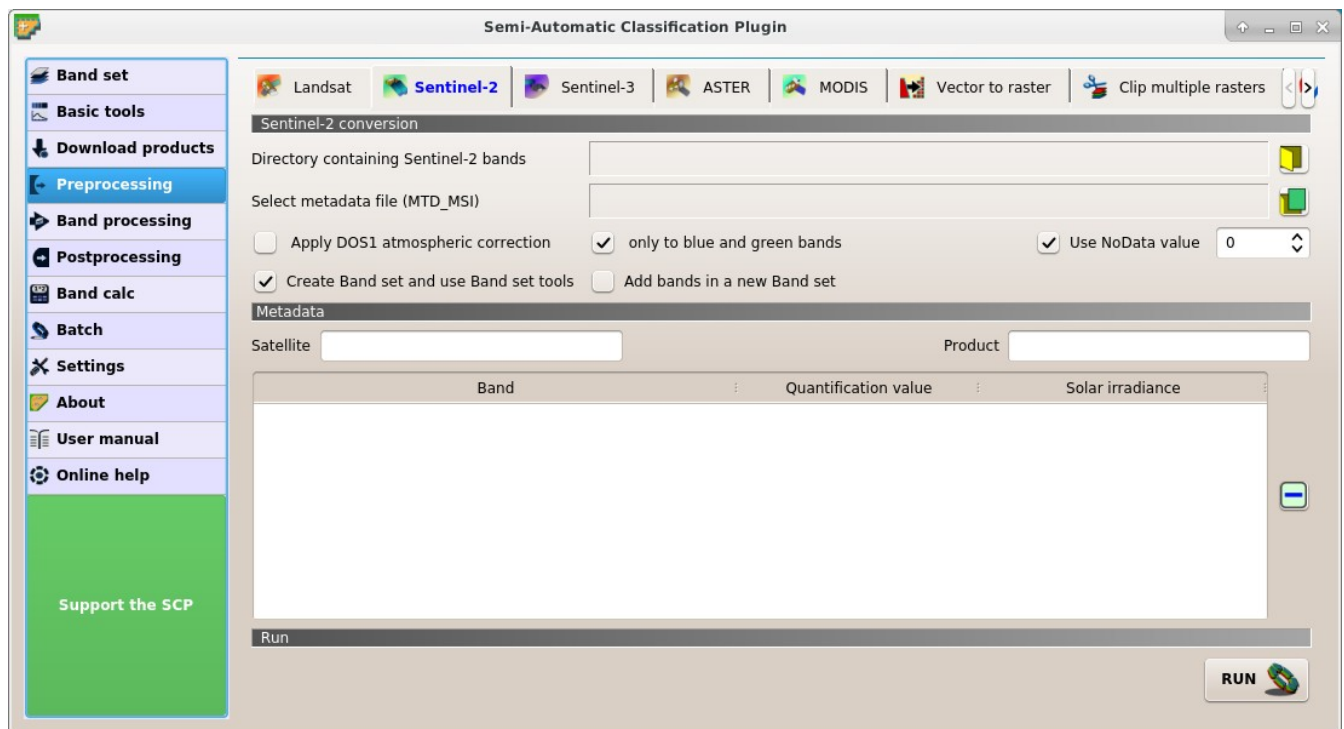 Semi-Automatic Classification Plugin
Band set
Basic tools
Download products
Preprocessing
Band processing
Postprocessing
Band calc
Batch
Settings
About
User manual
Online help
Support the SCP
Landsat Sentinel-2 Sentinel-3 ASTER MODIS Vector to raster Clip multiple rasters
Sentinel-2 conversion
Directory containing Sentinel-2 bands
Select metadata file (MTD_MSI)
Apply DOS1 atmospheric correction only to blue and green bands Use NoData value 0
Create Band set and use Band set tools Add bands in a new Band set
Metadata
Satellite Product
Band Quantification value Solar irradiance
Run
RUN